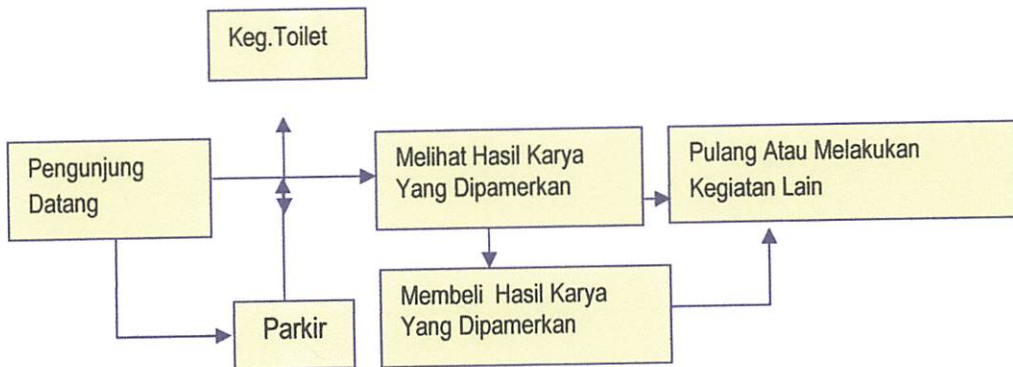 Keg.Toilet
Pengunjung
Datang
Melihat Hasil Karya
Yang Dipamerkan
Pulang Atau Melakukan
Kegiatan Lain
Parkir
Membeli Hasil Karya
Yang Dipamerkan